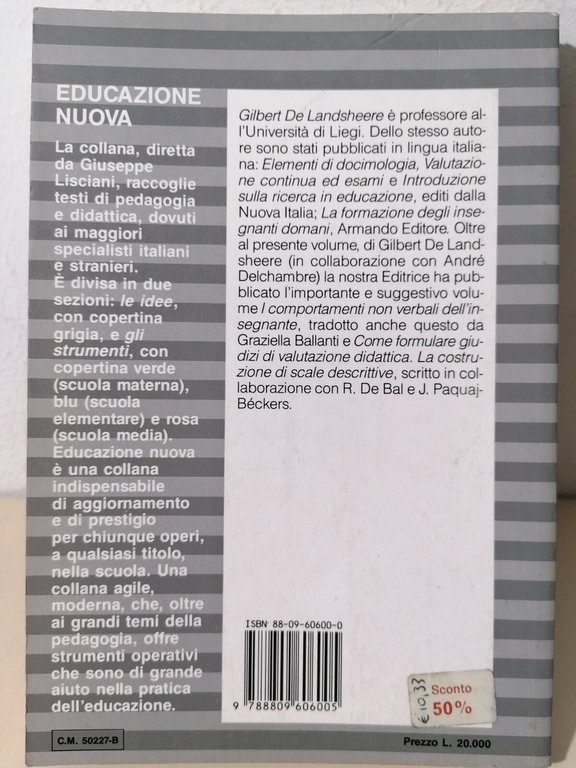 EDUCAZIONE
NUOVA
La collana, diretta
da Giuseppe
Lisciani, raccoglie
testi di pedagogia
e didattica, dovuti
ai maggiori
specialisti italiani
e stranieri.
È divisa in due
sezioni: le idee,
con copertina
grigia, e gli
strumenti, con
copertina verde
(scuola materna),
blu (scuola
elementare) e rosa
(scuola media).
Educazione nuova
è una collana
indispensabile
di aggiornamento
e di prestigio
per chiunque operi,
a qualsiasi titolo,
nella scuola. Una
collana agile,
moderna, che, oltre
ai grandi temi della
pedagogia, offre
strumenti operativi
che sono di grande
aiuto nella pratica
dell'educazione.
C.M. 50227-B
Gilbert De Landsheere è professore al-
l'Università di Liegi. Dello stesso auto-
re sono stati pubblicati in lingua italia-
na: Elementi di docimologia, Valutazio-
ne continua ed esami e Introduzione
sulla ricerca in educazione, editi dalla
Nuova Italia; La formazione degli inse-
gnanti domani, Armando Editore. Oltre
al presente volume, di Gilbert De Land-
sheere (in collaborazione con André
Delchambre) la nostra Editrice ha pub-
blicato l'importante e suggestivo volu-
me I comportamenti non verbali dell'in-
segnante, tradotto anche questo da
Graziella Ballanti e Come formulare giu-
dizi di valutazione didattica. La costru-
zione di scale descrittive, scritto in col-
laborazione con R. De Bal e J. Paquaj-
Béckers.
ISBN 88-09-60600-0
9 788809 606005
€ 10,33
Sconto
50%
Prezzo L. 20.000